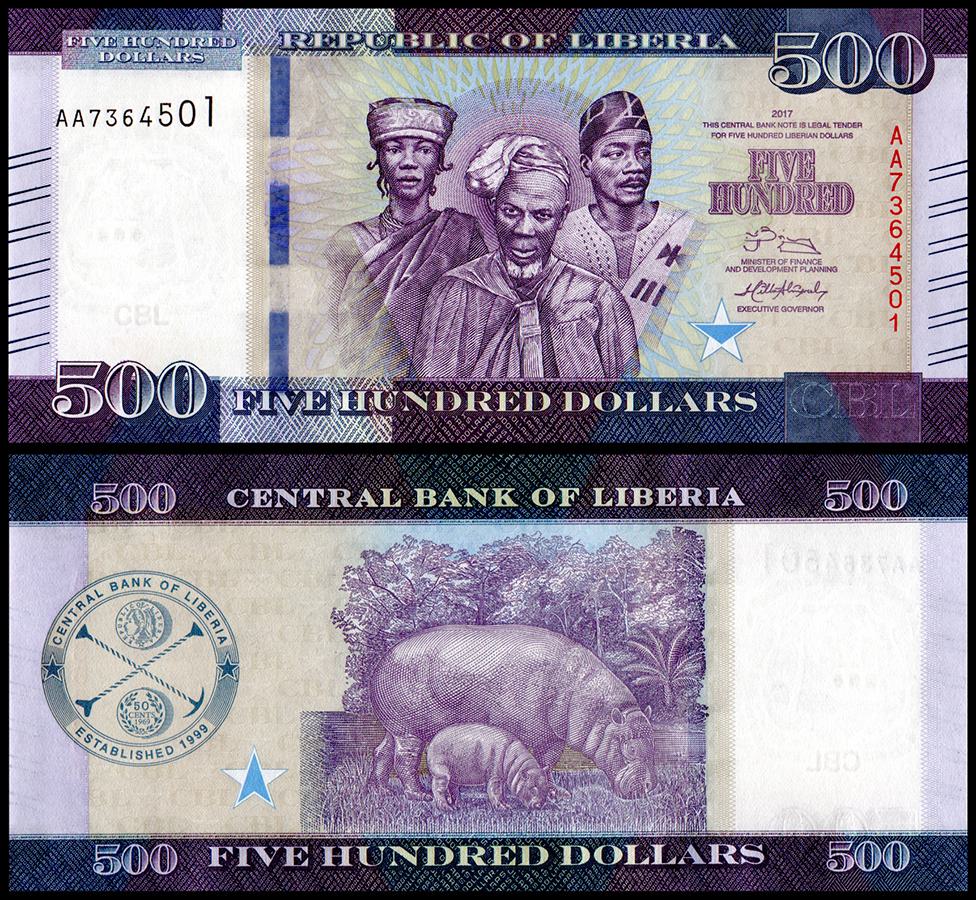 FIVE HUNDRED
DOLLARS
REPUBLIC OF LIBERIA
500
AA7364501
2017
THIS CENTRAL BANK NOTE IS LEGAL TENDER
FOR FIVE HUNDRED LIBERIAN DOLLARS
FIVE
HUNDRED
MINISTER OF FINANCE
AND DEVELOPMENT PLANNING
EXECUTIVE GOVERNOR
AA7364501
CBL
500
FIVE HUNDRED DOLLARS
CBL
500
CENTRAL BANK OF LIBERIA
500
CENTRAL BANK OF LIBERIA
50
CENTS
1969
ESTABLISHED 1999
CBL
500
FIVE HUNDRED DOLLARS
500